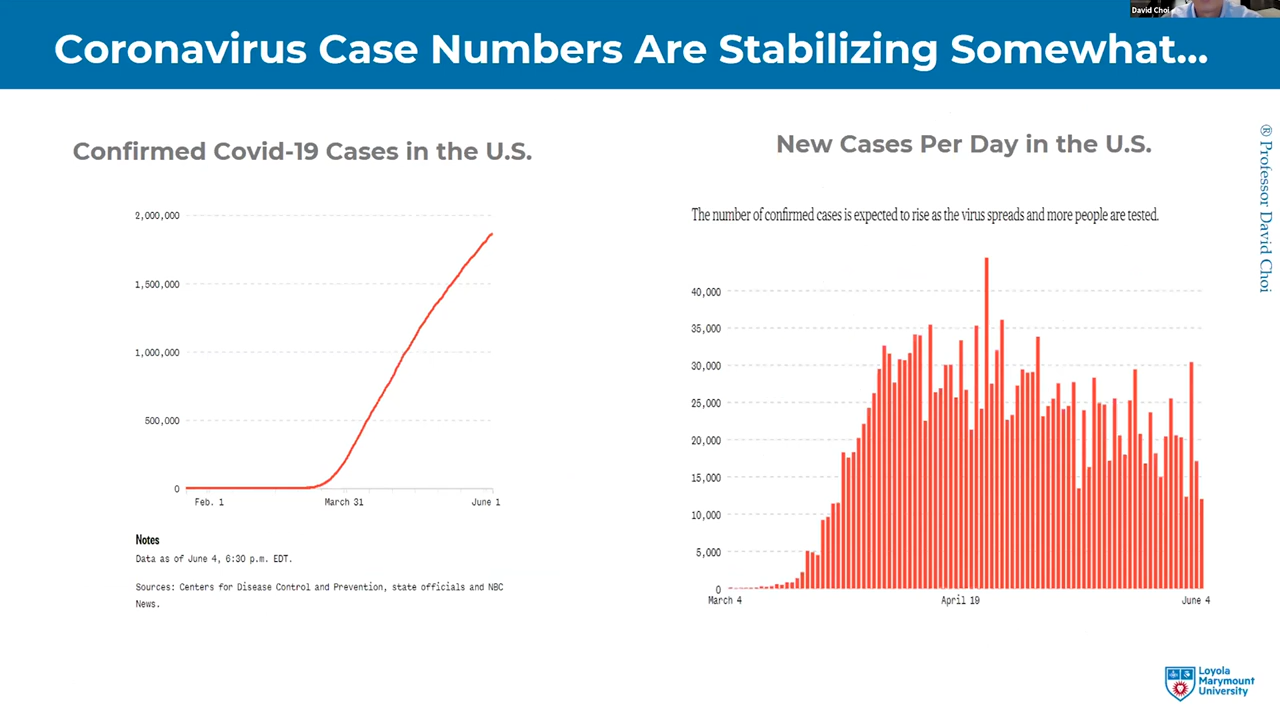 David Choi
Coronavirus Case Numbers Are Stabilizing Somewhat...
Confirmed Covid-19 Cases in the U.S.
2,000,000
1,500,000
1,000,000
500,000
0
Feb. 1
March 31
June 1
Notes
Data as of June 4, 6:30 p.m. EDT.
Sources: Centers for Disease Control and Prevention, state officials and NBC
News.
New Cases Per Day in the U.S.
The number of confirmed cases is expected to rise as the virus spreads and more people are tested.
40,000
35,000
30,000
25,000
20,000
15,000
10,000
5,000
0
March 4
April 19
June 4
® Professor David Choi
Loyola
Marymount
University